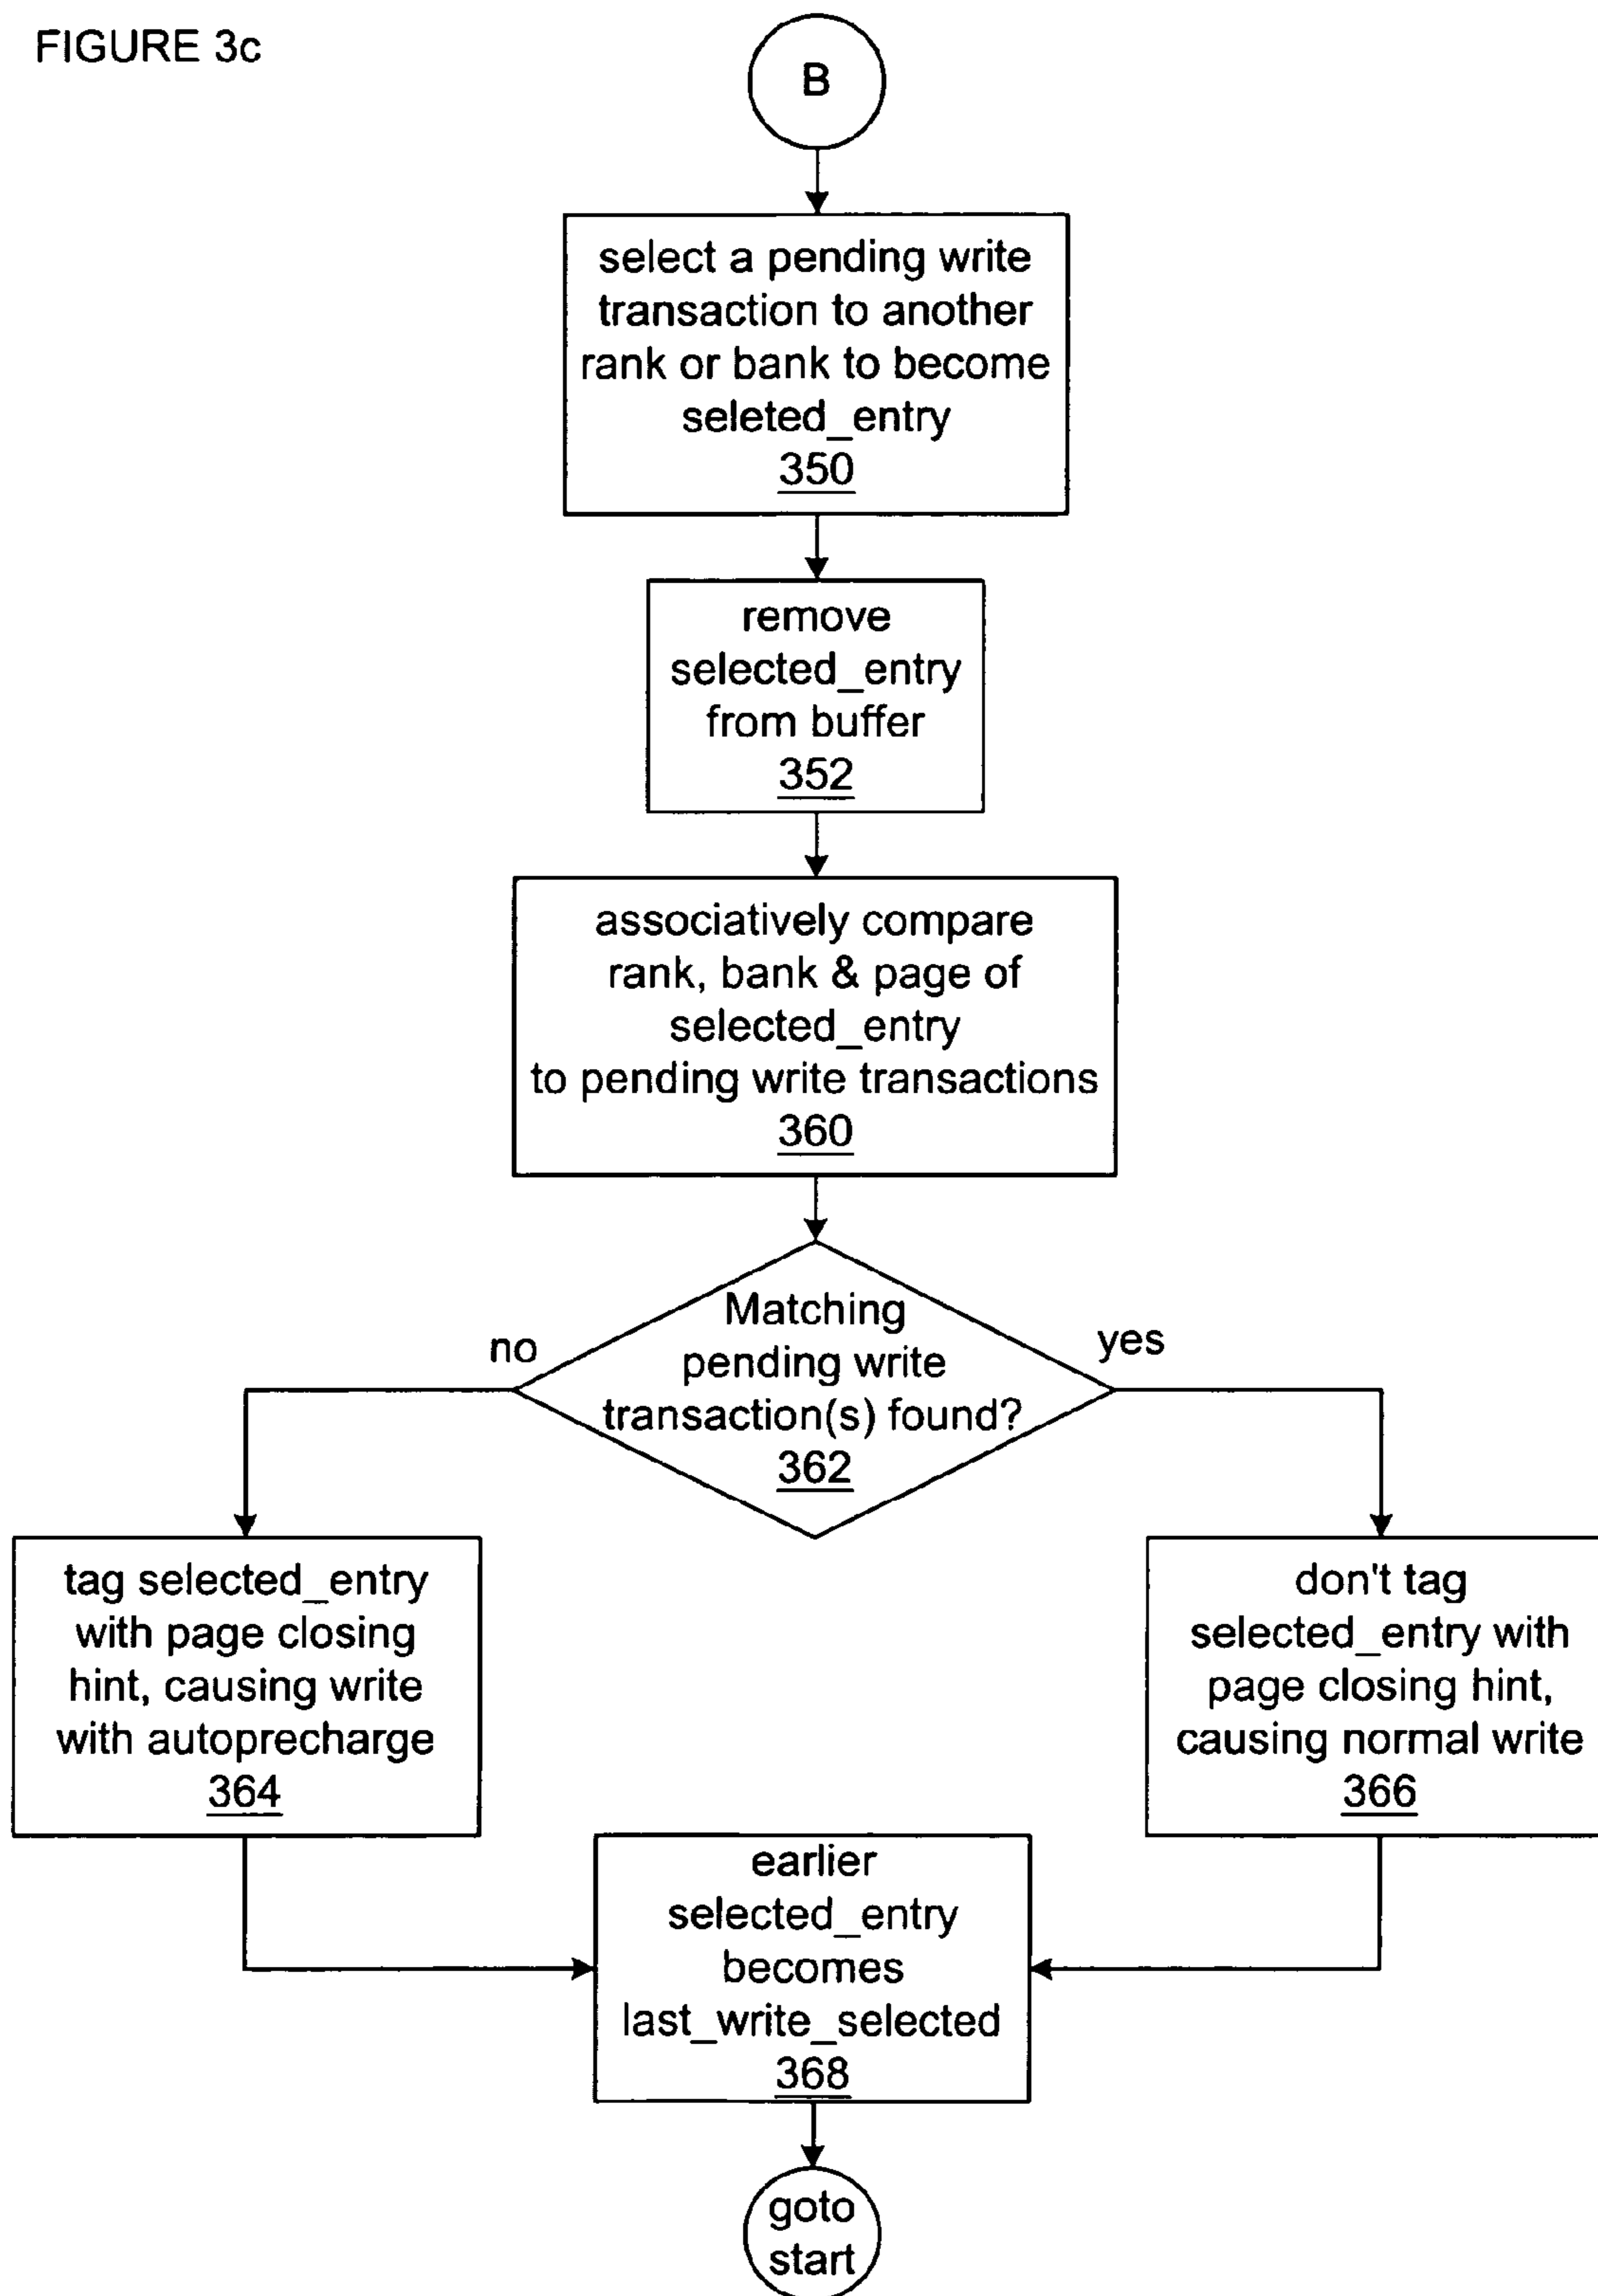 FIGURE 3c
B
select a pending write
transaction to another
rank or bank to become
seleted_entry
350
remove
selected_entry
from buffer
352
associatively compare
rank, bank & page of
selected_entry
to pending write transactions
360
Matching
pending write
transaction(s) found?
362
no
yes
tag selected_entry
with page closing
hint, causing write
with autoprecharge
364
don't tag
selected_entry with
page closing hint,
causing normal write
366
earlier
selected_entry
becomes
last_write_selected
368
goto
start